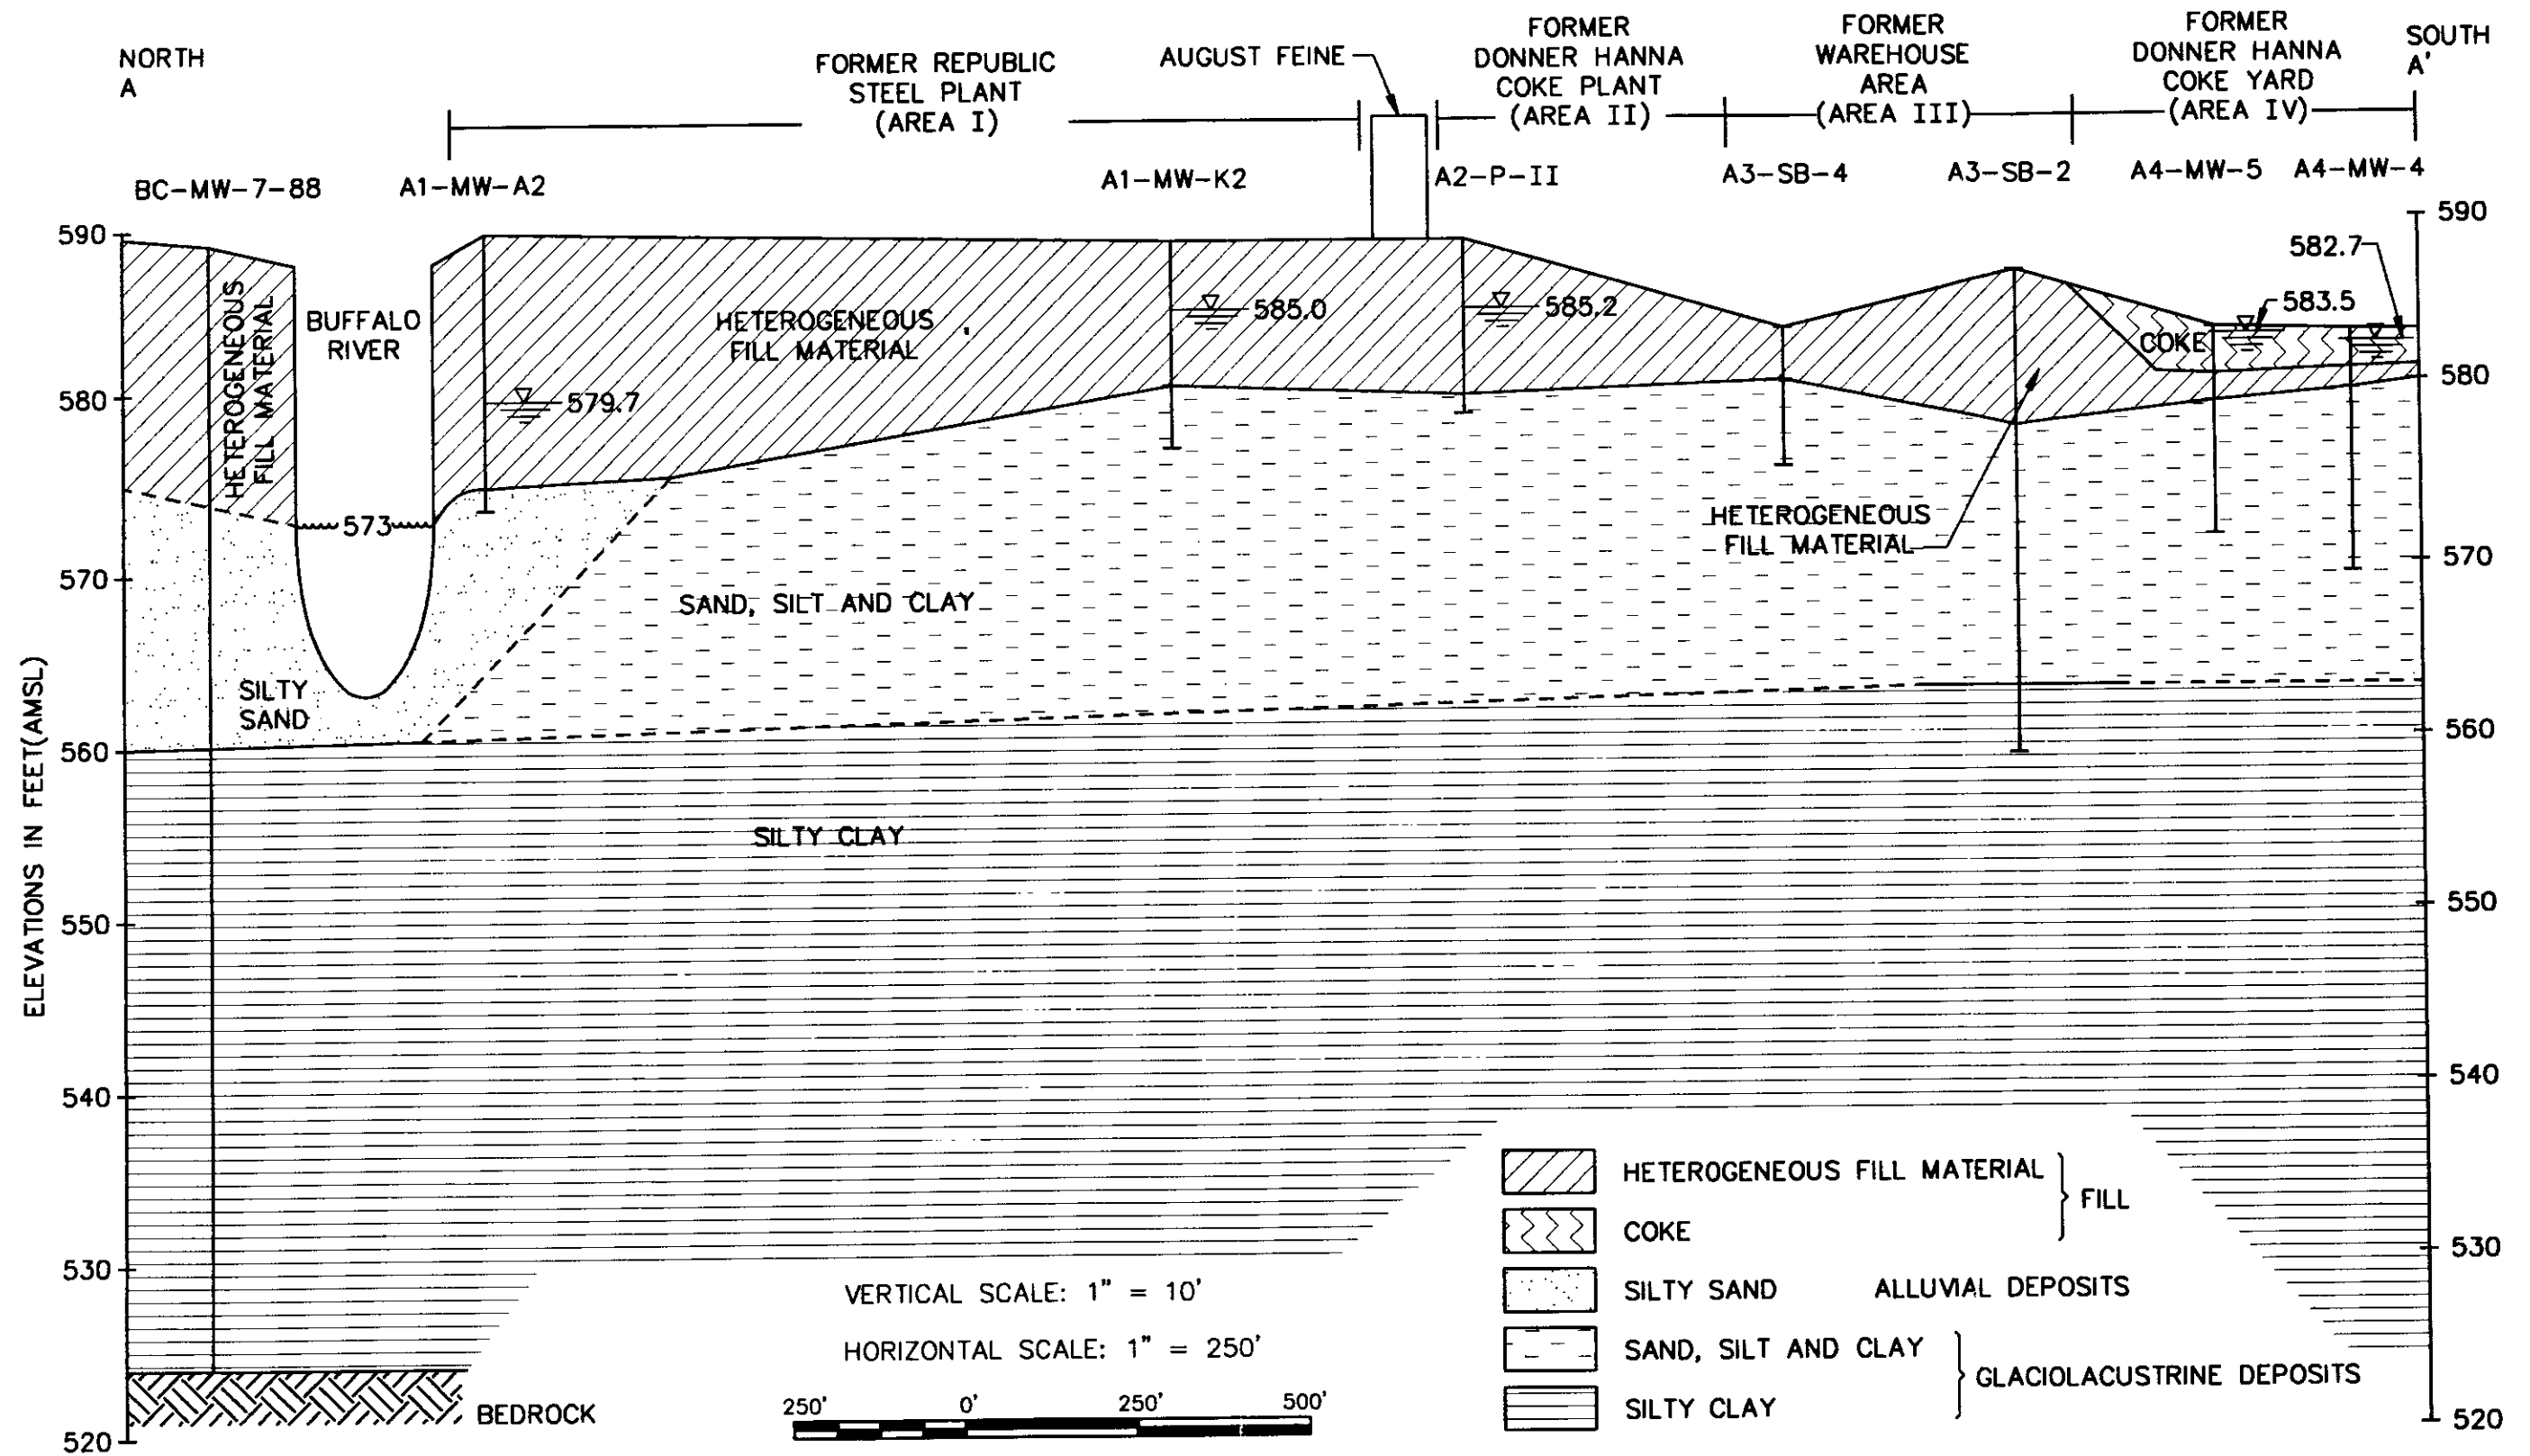 NORTH
A
FORMER REPUBLIC
STEEL PLANT
(AREA I)
AUGUST FEINE
FORMER
DONNER HANNA
COKE PLANT
(AREA II)
FORMER
WAREHOUSE
AREA
(AREA III)
FORMER
DONNER HANNA
COKE YARD
(AREA IV)
SOUTH
A'
BC-MW-7-88
A1-MW-A2
A1-MW-K2
A2-P-II
A3-SB-4
A3-SB-2
A4-MW-5
A4-MW-4
590
590
582.7
583.5
585.0
585.2
HETEROGENEOUS
FILL MATERIAL
BUFFALO
RIVER
HETEROGENEOUS
FILL MATERIAL
COKE
580
579.7
580
573
HETEROGENEOUS
FILL MATERIAL
570
570
SAND, SILT AND CLAY
SILTY
SAND
560
560
ELEVATIONS IN FEET(AMSL)
SILTY CLAY
550
550
540
540
530
530
520
520
BEDROCK
VERTICAL SCALE: 1" = 10'
HORIZONTAL SCALE: 1" = 250'
250' 0' 250' 500'
HETEROGENEOUS FILL MATERIAL
FILL
COKE
SILTY SAND ALLUVIAL DEPOSITS
SAND, SILT AND CLAY
GLACIOLACUSTRINE DEPOSITS
SILTY CLAY